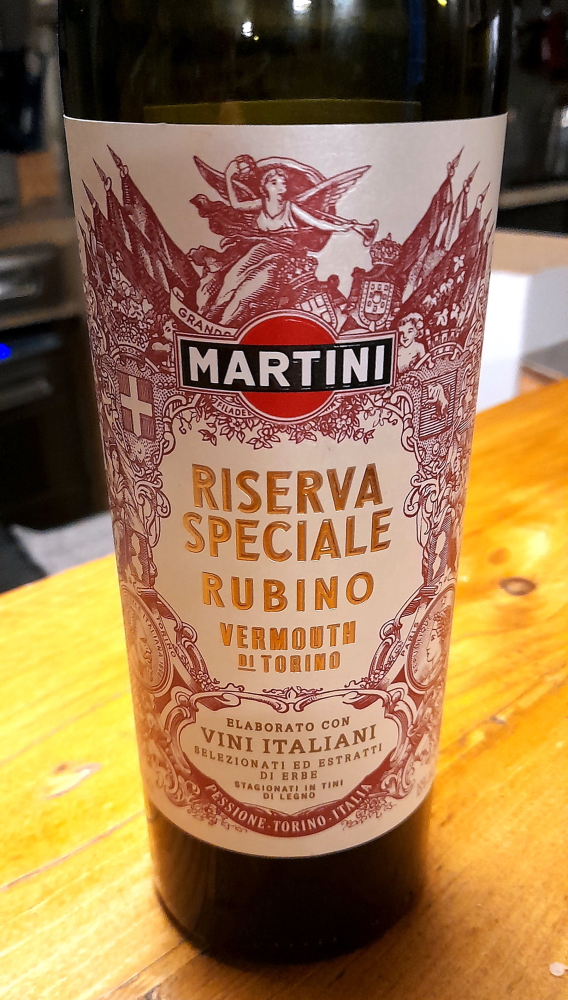 GRANDE
MARTINI
RISERVA
SPECIALE
RUBINO
VERMOUTH
DI TORINO
ELABORATO CON
VINI ITALIANI
SELEZIONATI ED ESTRATTI
DI ERBE
STAGIONATI IN TINI
DI LEGNO
PESSIONE - TORINO - ITALIA